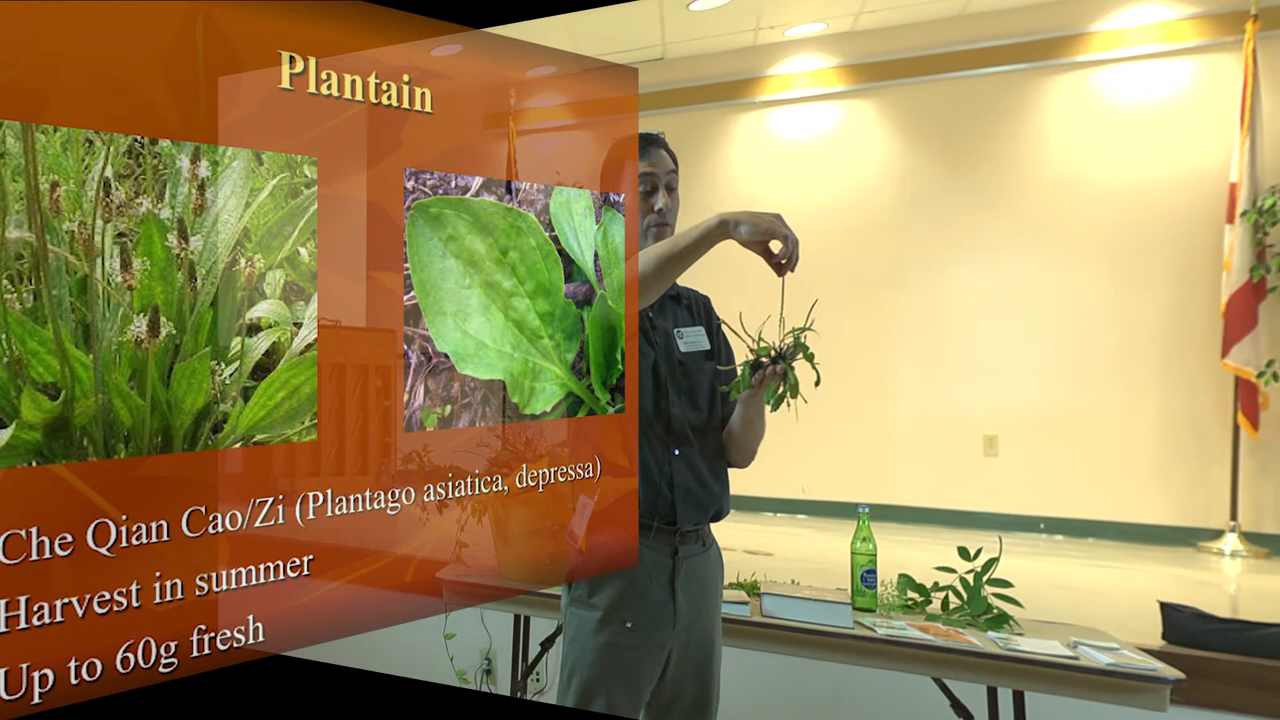 Plantain
Che Qian Cao/Zi (Plantago asiatica, depressa)
Harvest in summer
Up to 60g fresh